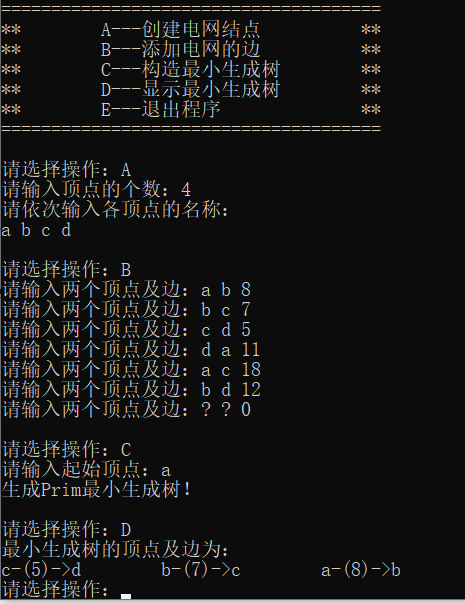 ======================================
**        A---创建电网结点          **
**        B---添加电网的边          **
**        C---构造最小生成树        **
**        D---显示最小生成树        **
**        E---退出程序              **
======================================
请选择操作：A
请输入顶点的个数：4
请依次输入各顶点的名称：
a b c d
请选择操作：B
请输入两个顶点及边：a b 8
请输入两个顶点及边：b c 7
请输入两个顶点及边：c d 5
请输入两个顶点及边：d a 11
请输入两个顶点及边：a c 18
请输入两个顶点及边：b d 12
请输入两个顶点及边：? ? 0
请选择操作：C
请输入起始顶点：a
生成Prim最小生成树！
请选择操作：D
最小生成树的顶点及边为：
c-(5)->d        b-(7)->c        a-(8)->b
请选择操作：